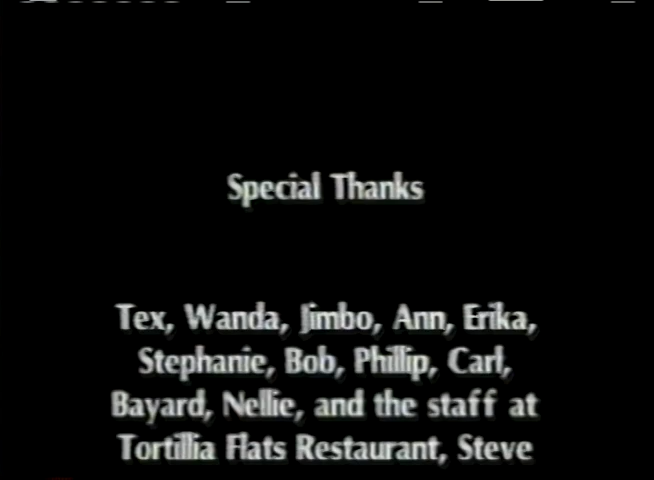 Special Thanks
Tex, Wanda, Jimbo, Ann, Erika,
Stephanie, Bob, Phillip, Carl,
Bayard, Nellie, and the staff at
Tortillia Flats Restaurant, Steve